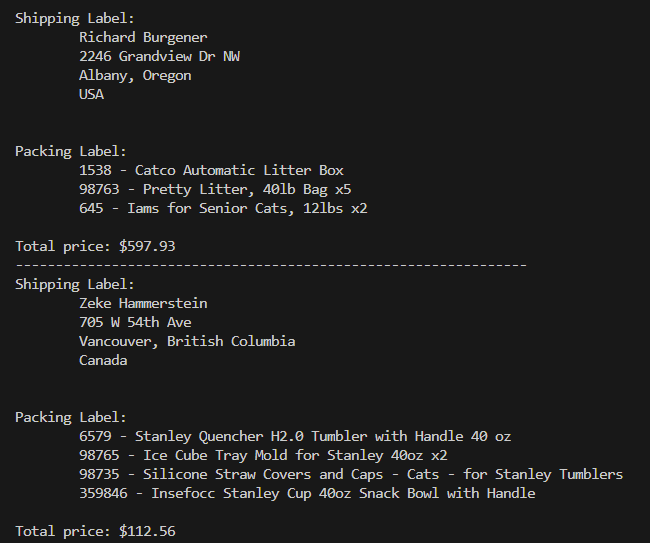 Shipping Label:
Richard Burgener
2246 Grandview Dr NW
Albany, Oregon
USA
Packing Label:
1538 - Catco Automatic Litter Box
98763 - Pretty Litter, 40lb Bag x5
645 - Iams for Senior Cats, 12lbs x2
Total price: $597.93
----------------------------------------------------------------
Shipping Label:
Zeke Hammerstein
705 W 54th Ave
Vancouver, British Columbia
Canada
Packing Label:
6579 - Stanley Quencher H2.0 Tumbler with Handle 40 oz
98765 - Ice Cube Tray Mold for Stanley 40oz x2
98735 - Silicone Straw Covers and Caps - Cats - for Stanley Tumblers
359846 - Insefocc Stanley Cup 40oz Snack Bowl with Handle
Total price: $112.56